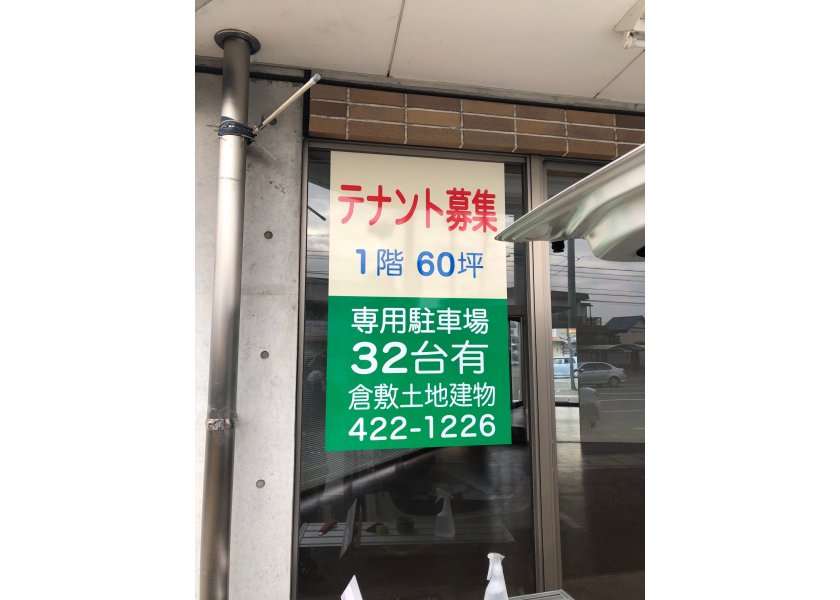 テナント募集
1階 60坪
専用駐車場
32台有
倉敷土地建物
422-1226